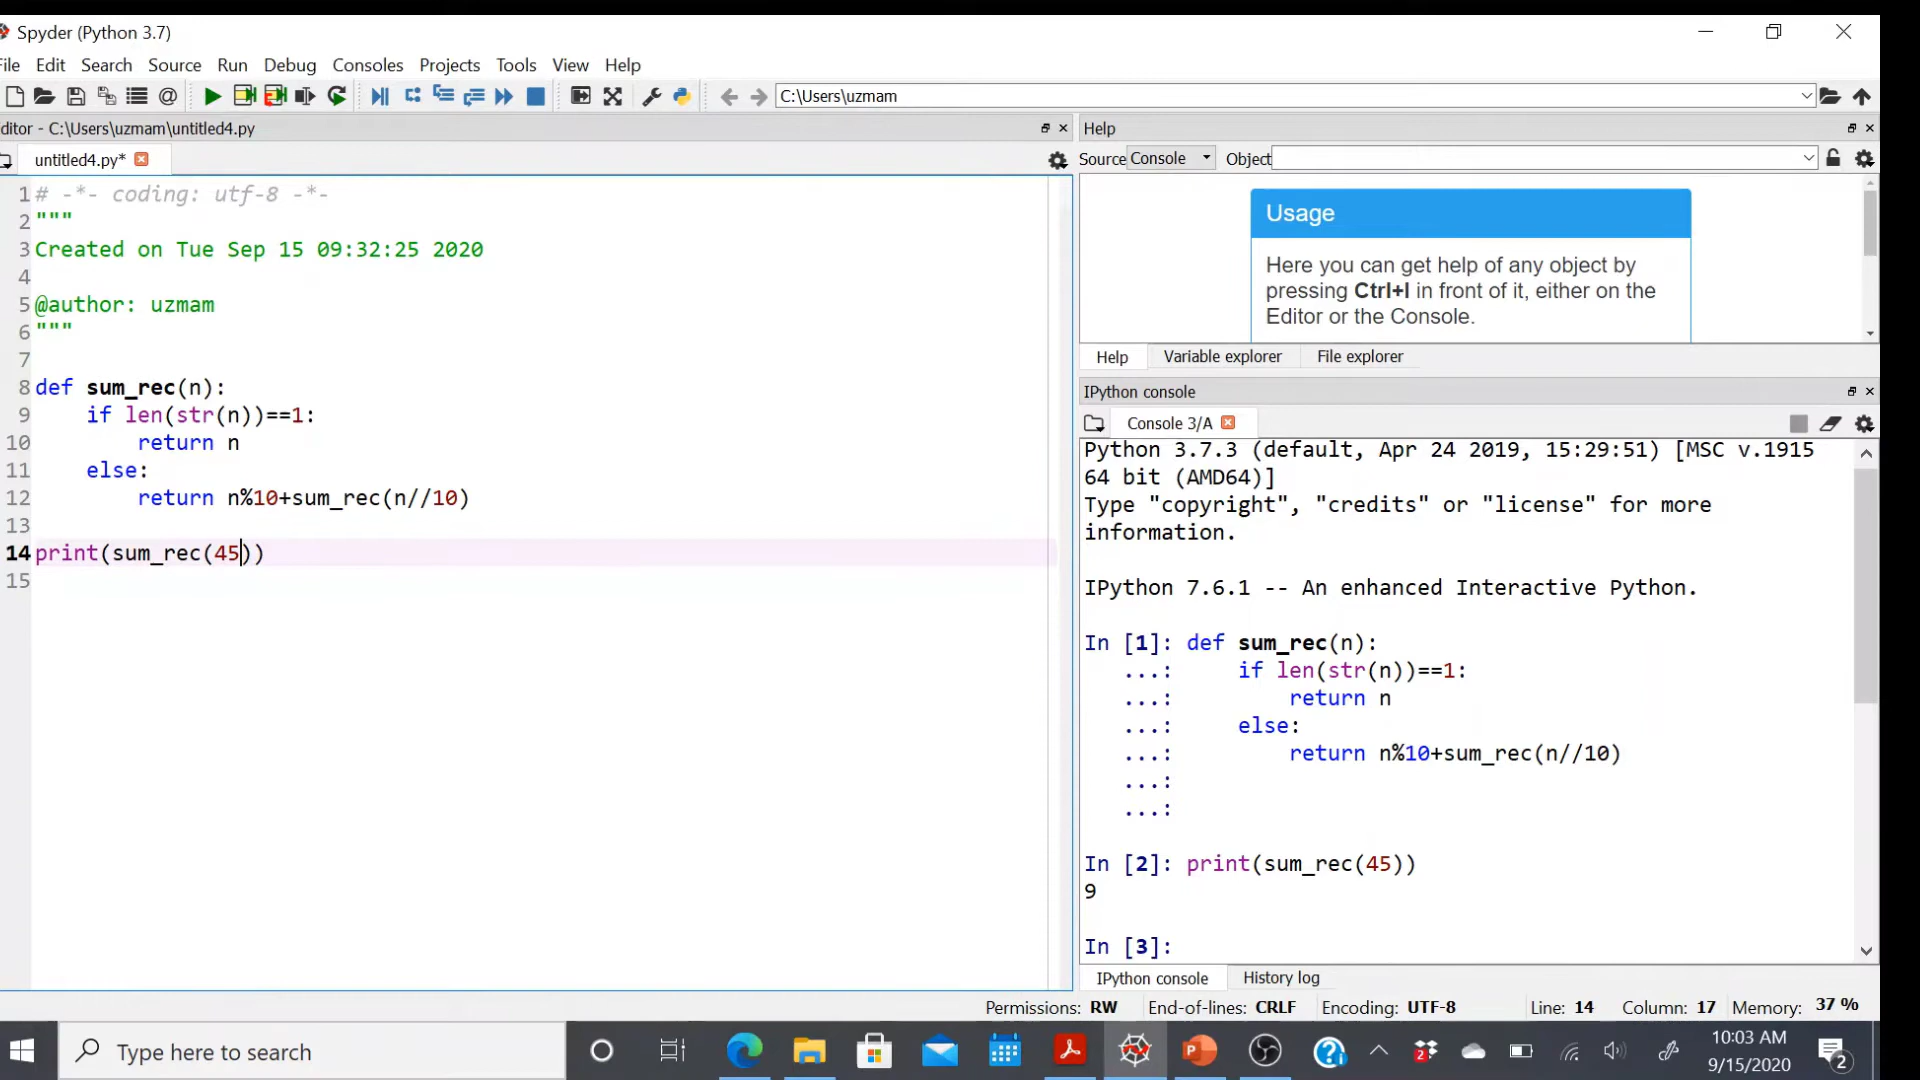 Spyder (Python 3.7)
File Edit Search Source Run Debug Consoles Projects Tools View Help
C:\Users\uzmam
ditor - C:\Users\uzmam\untitled4.py
untitled4.py*
1 # -*- coding: utf-8 -*-
2 """
3 Created on Tue Sep 15 09:32:25 2020
4
5 @author: uzmam
6 """
7
8 def sum_rec(n):
9     if len(str(n))==1:
10         return n
11     else:
12         return n%10+sum_rec(n//10)
13
14 print(sum_rec(45))
15
Help
Source Console Object
Usage
Here you can get help of any object by
pressing Ctrl+I in front of it, either on the
Editor or the Console.
Help Variable explorer File explorer
IPython console
Console 3/A
Python 3.7.3 (default, Apr 24 2019, 15:29:51) [MSC v.1915
64 bit (AMD64)]
Type "copyright", "credits" or "license" for more
information.
IPython 7.6.1 -- An enhanced Interactive Python.
In [1]: def sum_rec(n):
...:     if len(str(n))==1:
...:         return n
...:     else:
...:         return n%10+sum_rec(n//10)
...:
...:
In [2]: print(sum_rec(45))
9
In [3]:
IPython console History log
Permissions: RW End-of-lines: CRLF Encoding: UTF-8 Line: 14 Column: 17 Memory: 37 %
Type here to search
10:03 AM
9/15/2020
2
2